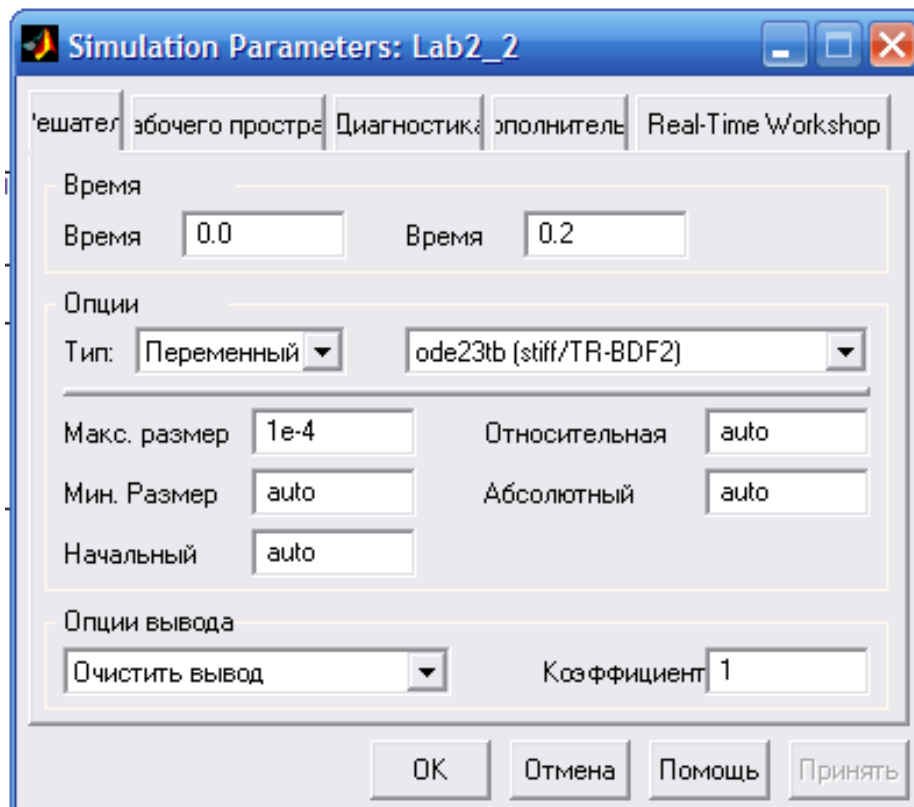 Simulation Parameters: Lab2_2
'ешател абочего простра Диагностика ополнитель Real-Time Workshop
Время
Время 0.0 Время 0.2
Опции
Тип: Переменный ode23tb (stiff/TR-BDF2)
Макс. размер 1e-4 Относительная auto
Мин. Размер auto Абсолютный auto
Начальный auto
Опции вывода
Очистить вывод Коэффициент 1
OK Отмена Помощь Принять